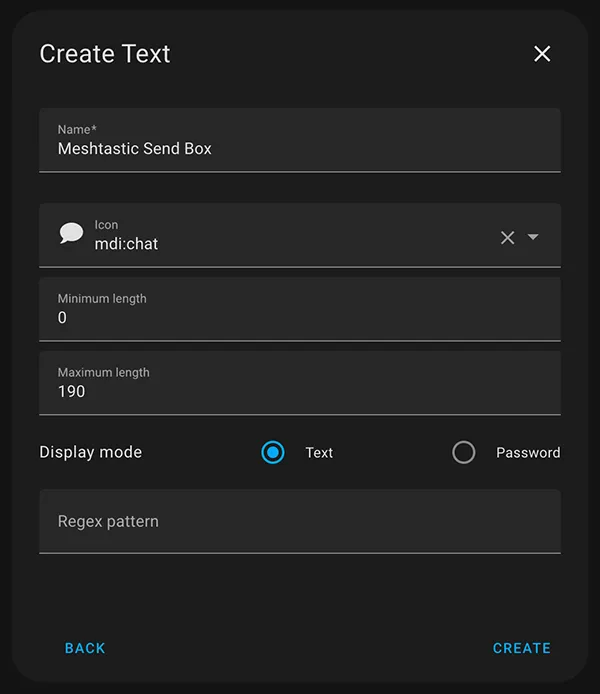 Create Text
Name*
Meshtastic Send Box
Icon
mdi:chat
Minimum length
0
Maximum length
190
Display mode Text Password
Regex pattern
BACK CREATE